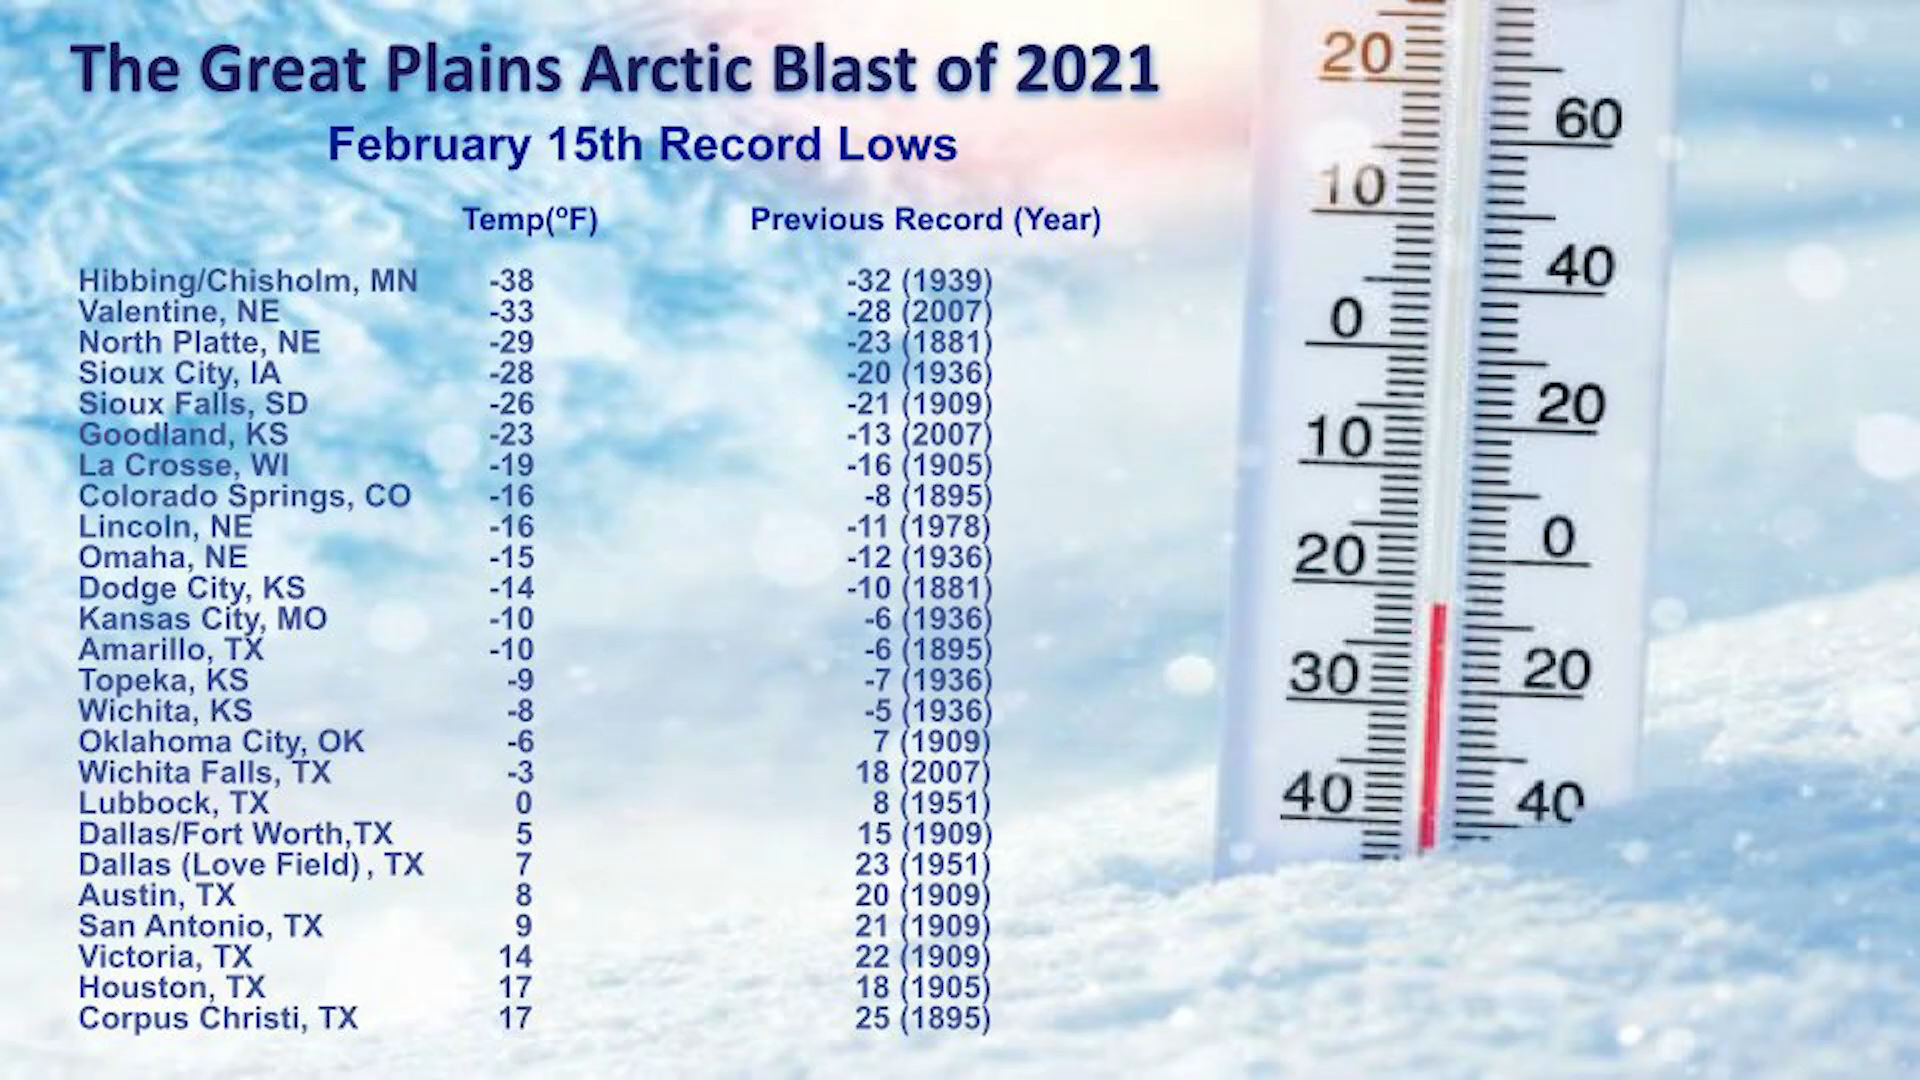 The Great Plains Arctic Blast of 2021
February 15th Record Lows
Temp(ºF) Previous Record (Year)
Hibbing/Chisholm, MN -38 -32 (1939)
Valentine, NE -33 -28 (2007)
North Platte, NE -29 -23 (1881)
Sioux City, IA -28 -20 (1936)
Sioux Falls, SD -26 -21 (1909)
Goodland, KS -23 -13 (2007)
La Crosse, WI -19 -16 (1905)
Colorado Springs, CO -16 -8 (1895)
Lincoln, NE -16 -11 (1978)
Omaha, NE -15 -12 (1936)
Dodge City, KS -14 -10 (1881)
Kansas City, MO -10 -6 (1936)
Amarillo, TX -10 -6 (1895)
Topeka, KS -9 -7 (1936)
Wichita, KS -8 -5 (1936)
Oklahoma City, OK -6 7 (1909)
Wichita Falls, TX -3 18 (2007)
Lubbock, TX 0 8 (1951)
Dallas/Fort Worth,TX 5 15 (1909)
Dallas (Love Field), TX 7 23 (1951)
Austin, TX 8 20 (1909)
San Antonio, TX 9 21 (1909)
Victoria, TX 14 22 (1909)
Houston, TX 17 18 (1905)
Corpus Christi, TX 17 25 (1895)
20
60
10
40
0
20
10
0
20
20
30
40
40